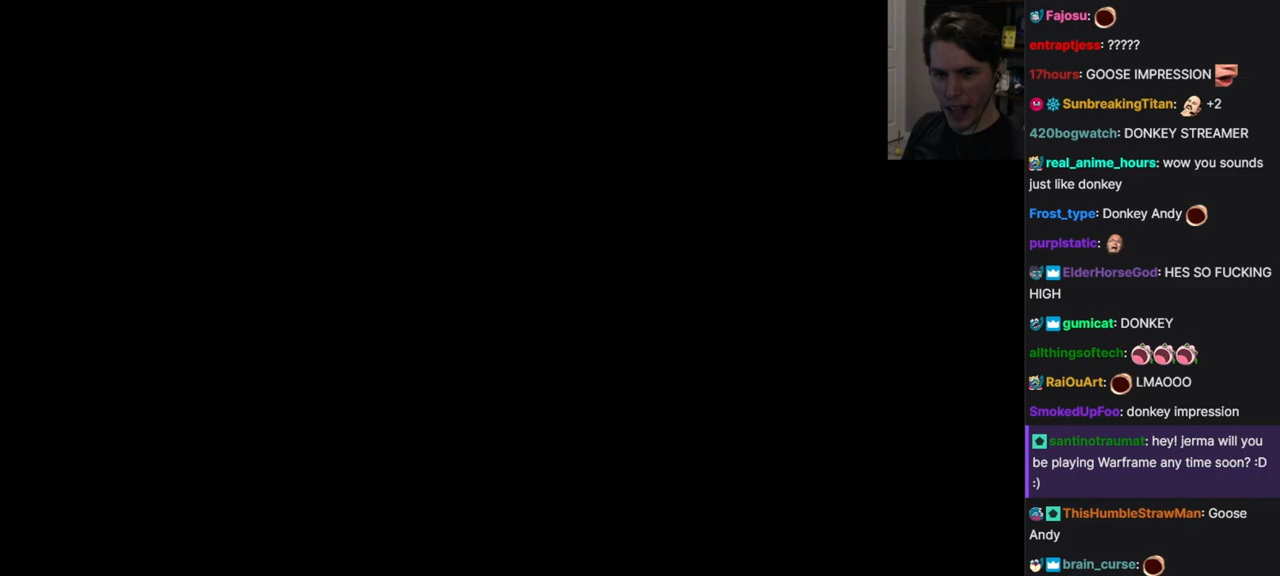 Fajosu:
entraptjess: ?????
17hours: GOOSE IMPRESSION
SunbreakingTitan: +2
420bogwatch: DONKEY STREAMER
real_anime_hours: wow you sounds
just like donkey
Frost_type: Donkey Andy
purplstatic:
ElderHorseGod: HES SO FUCKING
HIGH
gumicat: DONKEY
allthingsoftech:
RaiOuArt: LMAOOO
SmokedUpFoo: donkey impression
santinotraumat: hey! jerma will you
be playing Warframe any time soon? :D
:)
ThisHumbleStrawMan: Goose
Andy
brain_curse: